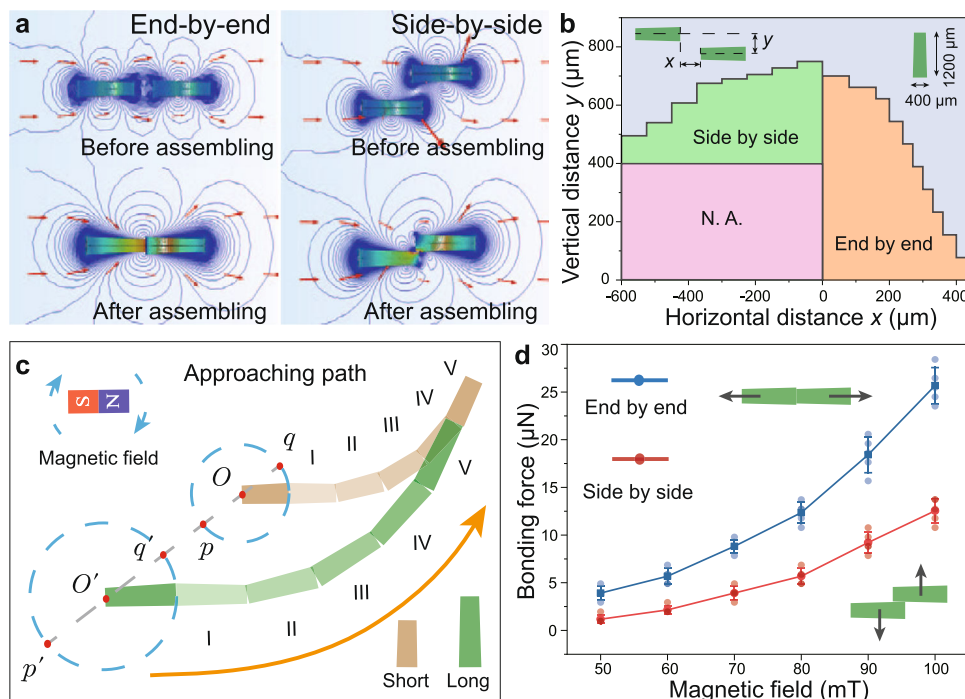 a
End-by-end
Side-by-side
Before assembling
Before assembling
After assembling
After assembling
b
Vertical distance y (µm)
800
600
400
200
0
-600
-400
-200
0
200
400
Horizontal distance x (µm)
x
y
1200 µm
400 µm
Side by side
N. A.
End by end
c
Approaching path
S N
Magnetic field
O
q
p
I
II
III
IV
V
O'
q'
p'
I
II
III
IV
V
Short
Long
d
Bonding force (µN)
30
25
20
15
10
5
0
End by end
Side by side
50
60
70
80
90
100
Magnetic field (mT)